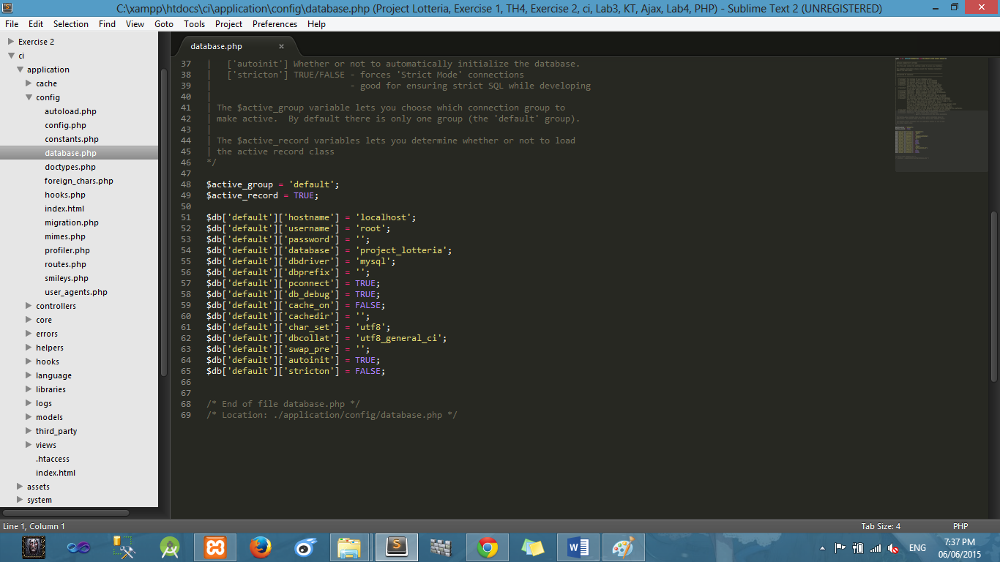 C:\xampp\htdocs\ci\application\config\database.php (Project Lotteria, Exercise 1, TH4, Exercise 2, ci, Lab3, KT, Ajax, Lab4, PHP) - Sublime Text 2 (UNREGISTERED)
File Edit Selection Find View Goto Tools Project Preferences Help
Exercise 2
ci
application
cache
config
autoload.php
config.php
constants.php
database.php
doctypes.php
foreign_chars.php
hooks.php
index.html
migration.php
mimes.php
profiler.php
routes.php
smileys.php
user_agents.php
controllers
core
errors
helpers
hooks
language
libraries
logs
models
third_party
views
.htaccess
index.html
assets
system
database.php ×
37 |   ['autoinit'] Whether or not to automatically initialize the database.
38 |   ['stricton'] TRUE/FALSE - forces 'Strict Mode' connections
39 |                           - good for ensuring strict SQL while developing
40 |
41 | The $active_group variable lets you choose which connection group to
42 | make active.  By default there is only one group (the 'default' group).
43 |
44 | The $active_record variables lets you determine whether or not to load
45 | the active record class
46 */
47
48 $active_group = 'default';
49 $active_record = TRUE;
50
51 $db['default']['hostname'] = 'localhost';
52 $db['default']['username'] = 'root';
53 $db['default']['password'] = '';
54 $db['default']['database'] = 'project_lotteria';
55 $db['default']['dbdriver'] = 'mysql';
56 $db['default']['dbprefix'] = '';
57 $db['default']['pconnect'] = TRUE;
58 $db['default']['db_debug'] = TRUE;
59 $db['default']['cache_on'] = FALSE;
60 $db['default']['cachedir'] = '';
61 $db['default']['char_set'] = 'utf8';
62 $db['default']['dbcollat'] = 'utf8_general_ci';
63 $db['default']['swap_pre'] = '';
64 $db['default']['autoinit'] = TRUE;
65 $db['default']['stricton'] = FALSE;
66
67
68 /* End of file database.php */
69 /* Location: ./application/config/database.php */
Line 1, Column 1 Tab Size: 4 PHP
ENG
7:37 PM
06/06/2015